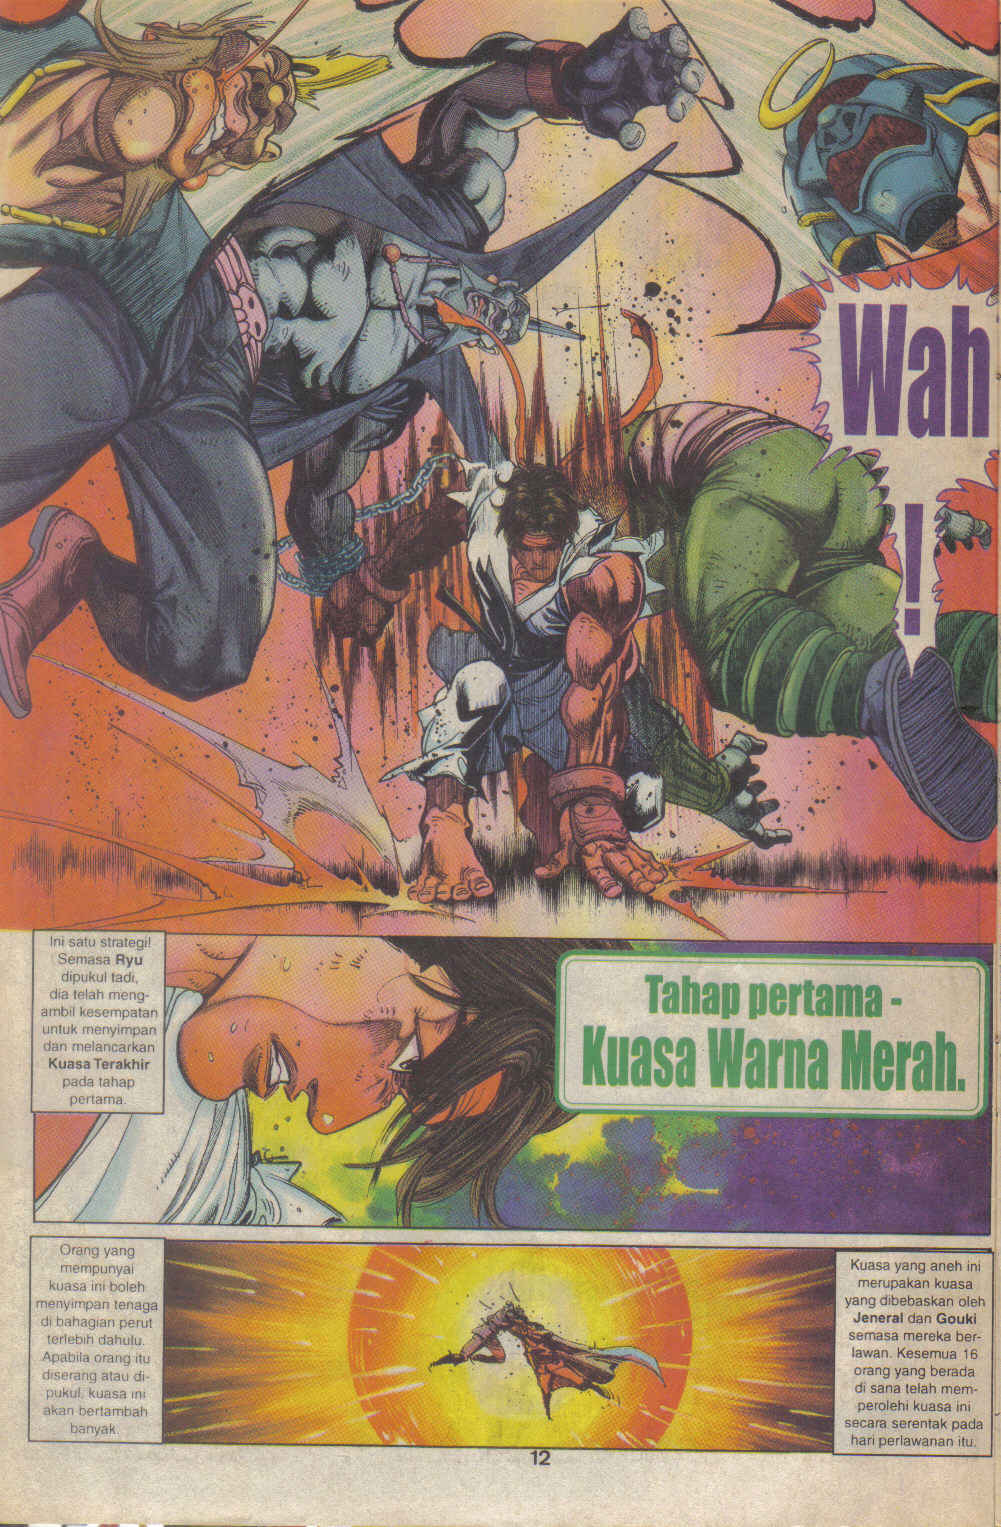 Wah
!
Ini satu strategi!
Semasa Ryu
dipukul tadi,
dia telah meng-
ambil kesempatan
untuk menyimpan
dan melancarkan
Kuasa Terakhir
pada tahap
pertama.
Tahap pertama -
Kuasa Warna Merah.
Orang yang
mempunyai
kuasa ini boleh
menyimpan tenaga
di bahagian perut
terlebih dahulu.
Apabila orang itu
diserang atau di-
pukul, kuasa ini
akan bertambah
banyak.
Kuasa yang aneh ini
merupakan kuasa
yang dibebaskan oleh
Jeneral dan Gouki
semasa mereka ber-
lawan. Kesemua 16
orang yang berada
di sana telah mem-
perolehi kuasa ini
secara serentak pada
hari perlawanan itu.
12